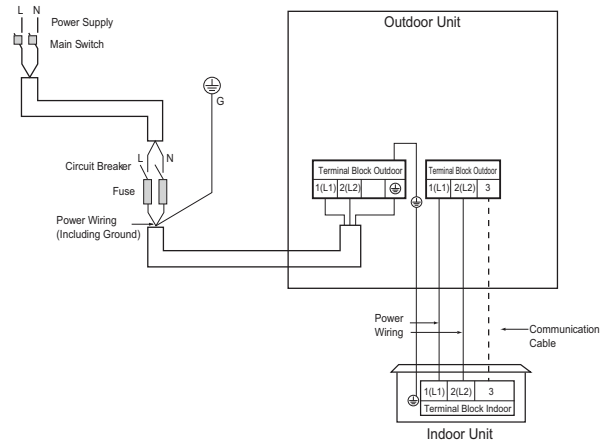 L N
Power Supply
Main Switch
Outdoor Unit
G
L N
Circuit Breaker
Fuse
Power Wiring
(Including Ground)
Terminal Block Outdoor
1(L1) 2(L2)
Terminal Block Outdoor
1(L1) 2(L2) 3
Power
Wiring
Communication
Cable
1(L1) 2(L2) 3
Terminal Block Indoor
Indoor Unit